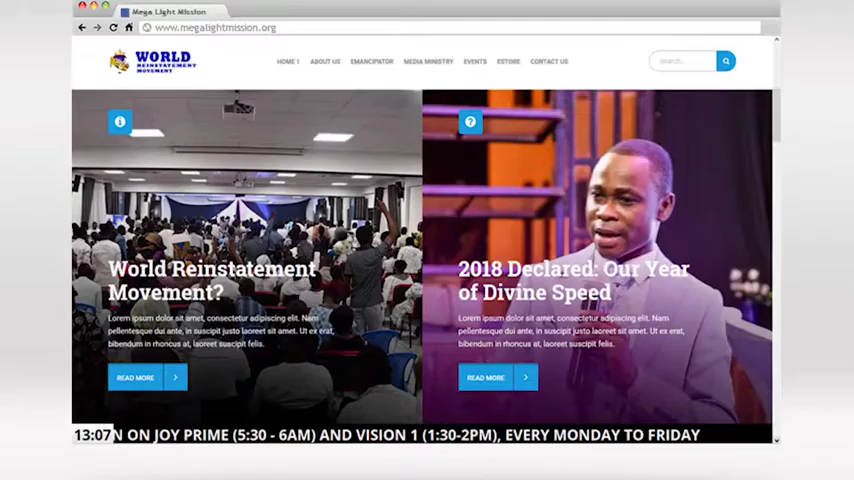 Mega Light Mission
www.megalightmission.org
WORLD
REINSTATEMENT
MOVEMENT
HOME 1 ABOUT US EMANCIPATOR MEDIA MINISTRY EVENTS ESTORE CONTACT US
Search...
World Reinstatement
Movement?
Lorem ipsum dolor sit amet, consectetur adipiscing elit. Nam
pellentesque dui ante, in suscipit justo laoreet sit amet. Ut ex erat,
bibendum in pharetra at, laoreet suscipit felis.
READ MORE
2018 Declared: Our Year
of Divine Speed
Lorem ipsum dolor sit amet, consectetur adipiscing elit. Nam
pellentesque dui ante, in suscipit justo laoreet sit amet. Ut ex erat,
bibendum in pharetra at, laoreet suscipit felis.
READ MORE
13:07 N ON JOY PRIME (5:30 - 6AM) AND VISION 1 (1:30-2PM), EVERY MONDAY TO FRIDAY